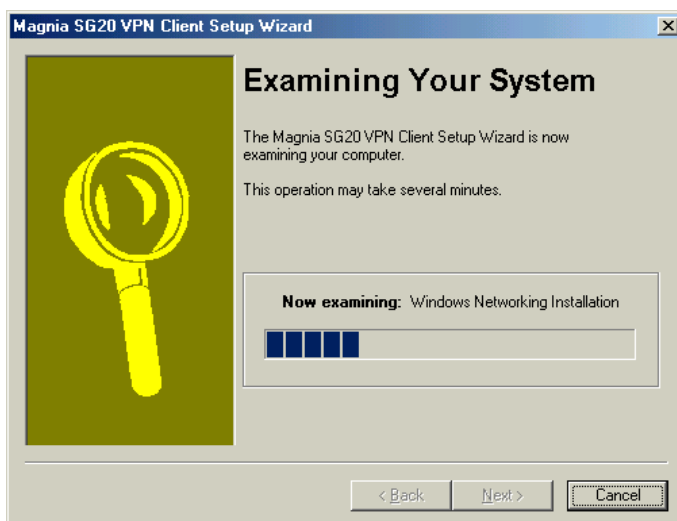 Magnia SG20 VPN Client Setup Wizard
Examining Your System
The Magnia SG20 VPN Client Setup Wizard is now
examining your computer.
This operation may take several minutes.
Now examining: Windows Networking Installation
< Back
Next >
Cancel